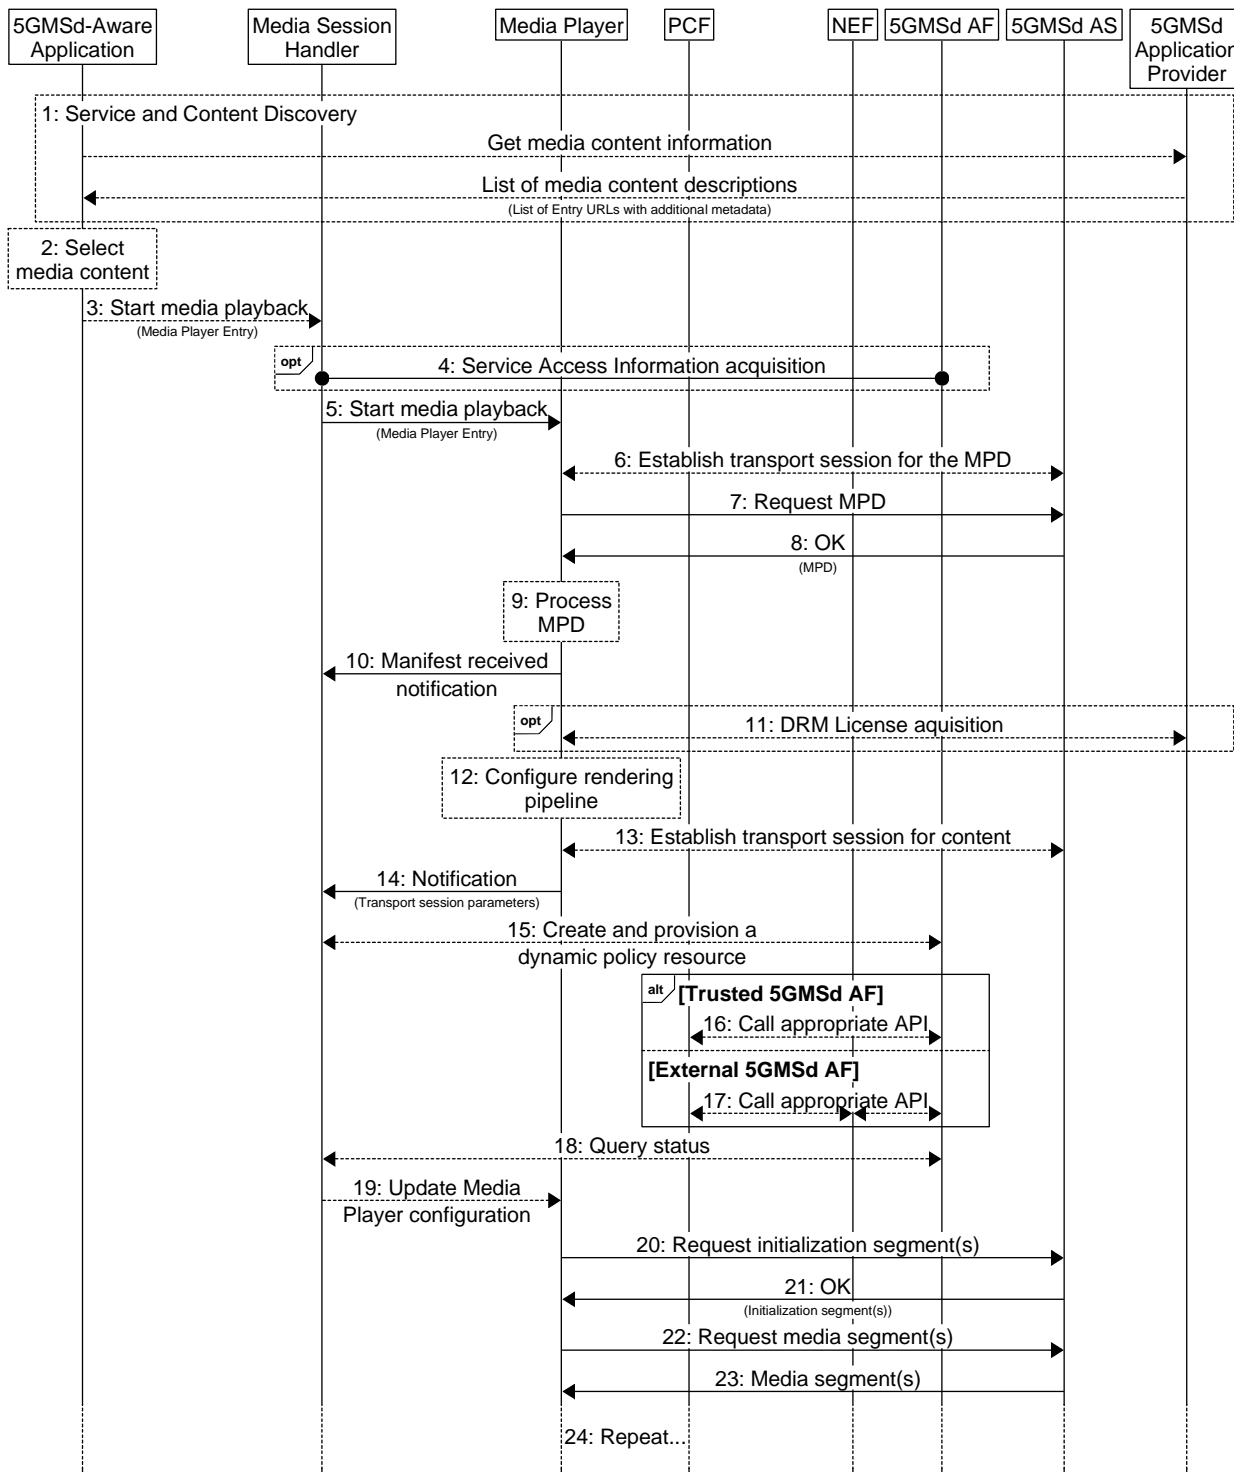 5GMSd-Aware
Application
Media Session
Handler
Media Player
PCF
NEF
5GMSd AF
5GMSd AS
5GMSd
Application
Provider
1: Service and Content Discovery
Get media content information
List of media content descriptions
(List of Entry URLs with additional metadata)
2: Select
media content
3: Start media playback
(Media Player Entry)
opt
4: Service Access Information acquisition
5: Start media playback
(Media Player Entry)
6: Establish transport session for the MPD
7: Request MPD
8: OK
(MPD)
9: Process
MPD
10: Manifest received
notification
opt
11: DRM License aquisition
12: Configure rendering
pipeline
13: Establish transport session for content
14: Notification
(Transport session parameters)
15: Create and provision a
dynamic policy resource
alt
[Trusted 5GMSd AF]
16: Call appropriate API
[External 5GMSd AF]
17: Call appropriate API
18: Query status
19: Update Media
Player configuration
20: Request initialization segment(s)
21: OK
(Initialization segment(s))
22: Request media segment(s)
23: Media segment(s)
24: Repeat...